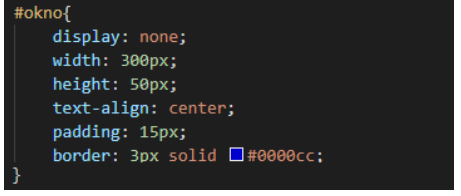 #okno{
display: none;
width: 300px;
height: 50px;
text-align: center;
padding: 15px;
border: 3px solid #0000cc;
}